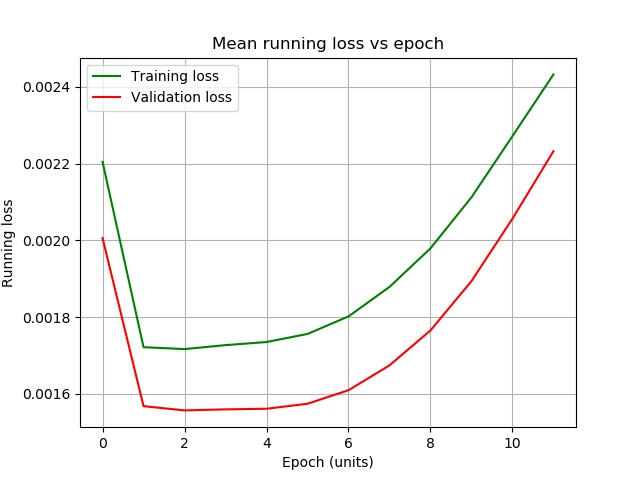 Mean running loss vs epoch
Training loss
Validation loss
0.0024
0.0022
0.0020
0.0018
0.0016
Running loss
0 2 4 6 8 10
Epoch (units)